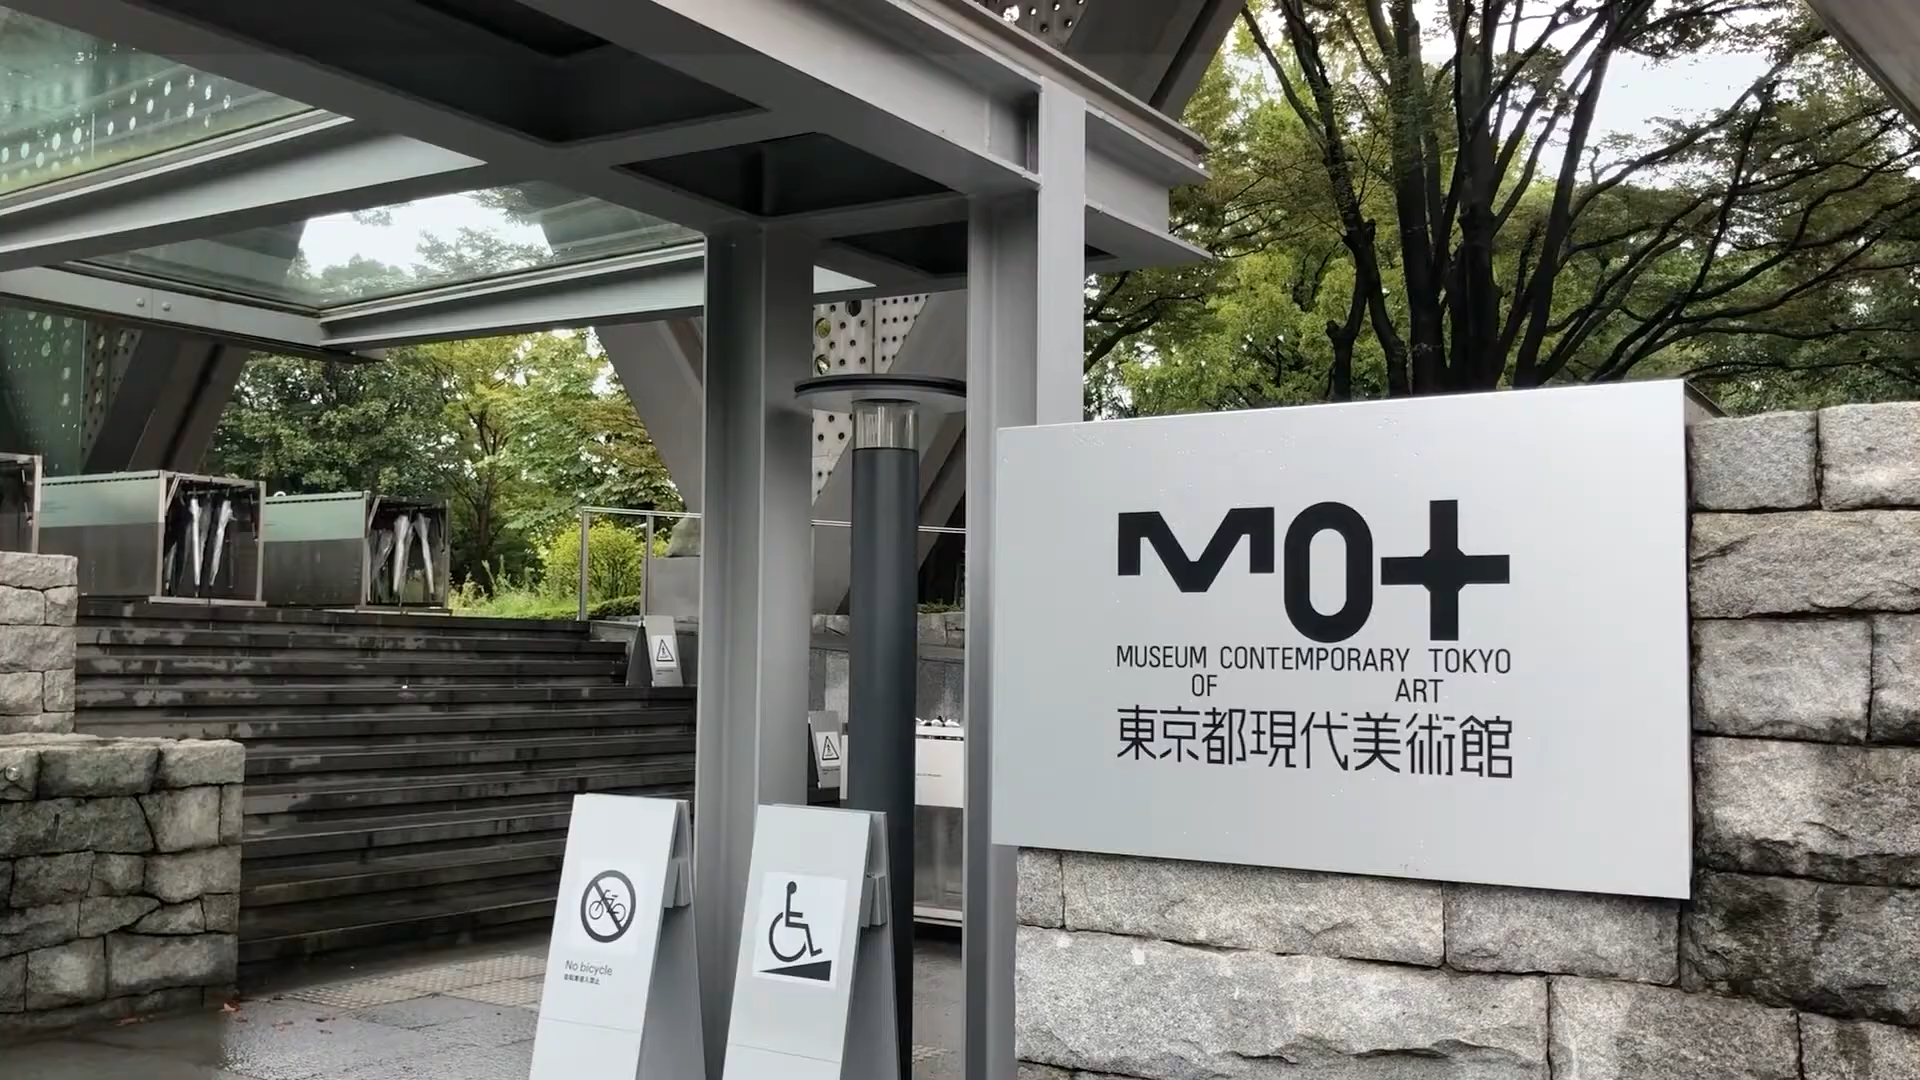 MOT
MUSEUM CONTEMPORARY TOKYO
OF ART
東京都現代美術館
No bicycle